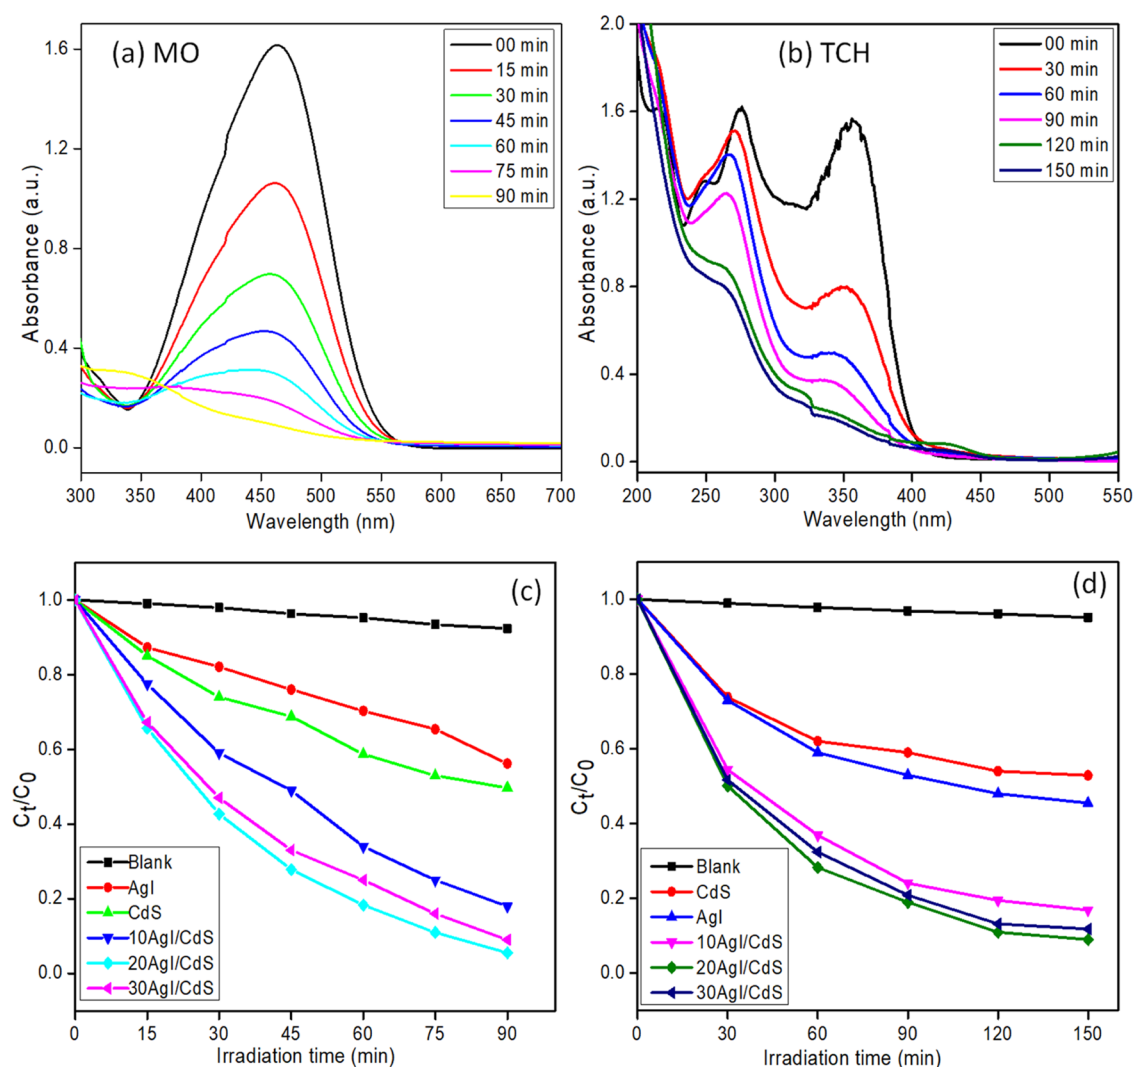 (a) MO
00 min
15 min
30 min
45 min
60 min
75 min
90 min
1.6
1.2
0.8
0.4
0.0
Absorbance (a.u.)
300 350 400 450 500 550 600 650 700
Wavelength (nm)
(b) TCH
00 min
30 min
60 min
90 min
120 min
150 min
2.0
1.6
1.2
0.8
0.4
0.0
Absorbance (a.u.)
200 250 300 350 400 450 500 550
Wavelength (nm)
(c)
1.0
0.8
0.6
0.4
0.2
0.0
Ct/C0
Blank
AgI
CdS
10AgI/CdS
20AgI/CdS
30AgI/CdS
0 15 30 45 60 75 90
Irradiation time (min)
(d)
1.0
0.8
0.6
0.4
0.2
0.0
Ct/C0
Blank
CdS
AgI
10AgI/CdS
20AgI/CdS
30AgI/CdS
0 30 60 90 120 150
Irradiation time (min)